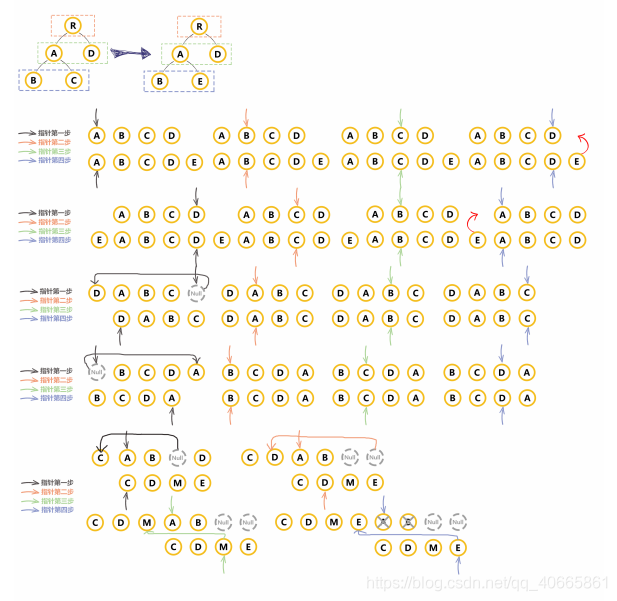 R R
A D A D
B C B E
指针第一步
指针第二步
指针第三步
指针第四步
A B C D A B C D A B C D A B C D
A B C D E A B C D E A B C D E A B C D E
指针第一步
指针第二步
指针第三步
指针第四步
A B C D A B C D A B C D A B C D
E A B C D E A B C D E A B C D E A B C D
指针第一步
指针第二步
指针第三步
指针第四步
D A B C Null D A B C D A B C D A B C
D A B C D A B C D A B C D A B C
指针第一步
指针第二步
指针第三步
指针第四步
Null B C D A B C D A B C D A B C D A
B C D A B C D A B C D A B C D A
指针第一步
指针第二步
指针第三步
指针第四步
C A B Null D C D A B Null Null
C D M E C D M E
C D M A B Null Null C D M E Null Null
C D M E C D M E
https://blog.csdn.net/qq_40665861